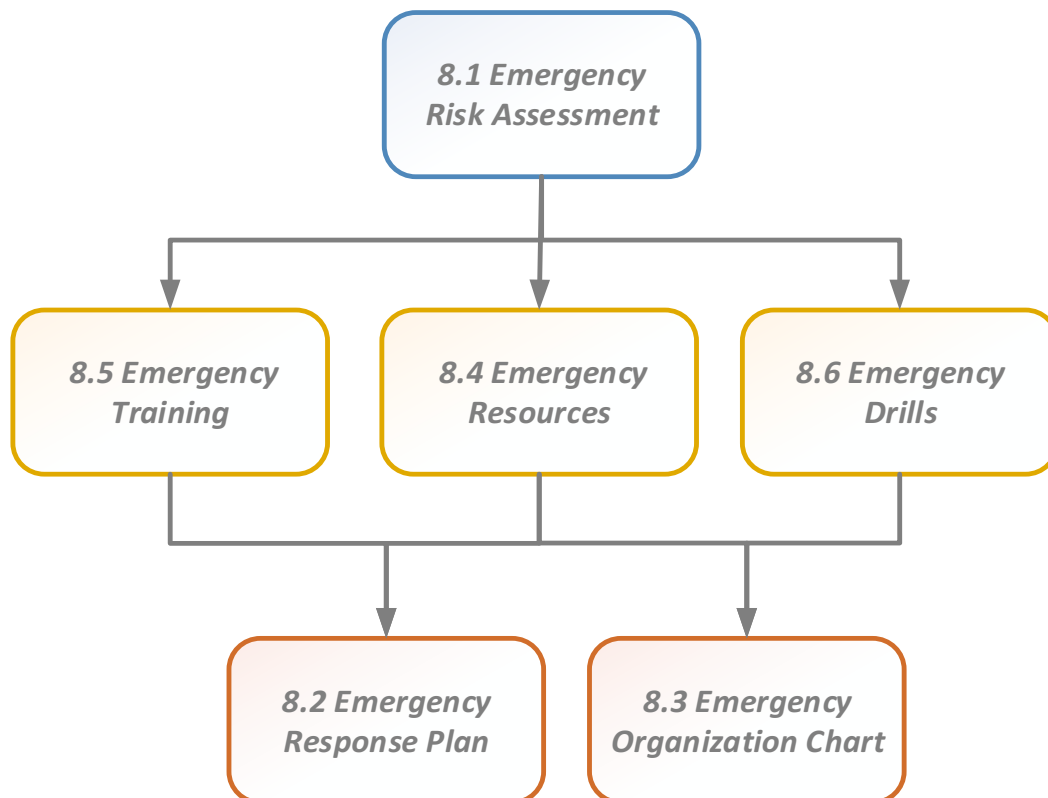 8.1 Emergency
Risk Assessment
8.5 Emergency
Training
8.4 Emergency
Resources
8.6 Emergency
Drills
8.2 Emergency
Response Plan
8.3 Emergency
Organization Chart